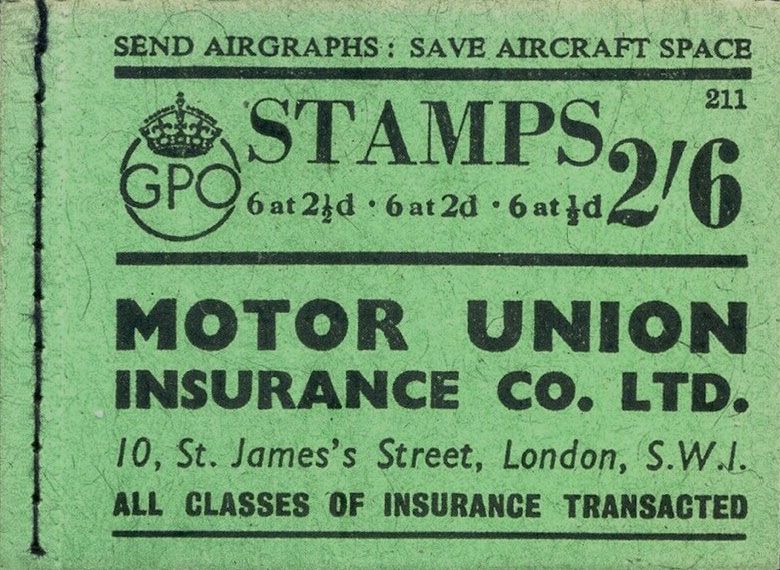 SEND AIRGRAPHS : SAVE AIRCRAFT SPACE
211
GPO
STAMPS 2/6
6 at 2½d · 6 at 2d · 6 at ½d
MOTOR UNION
INSURANCE CO. LTD.
10, St. James's Street, London, S.W.1.
ALL CLASSES OF INSURANCE TRANSACTED